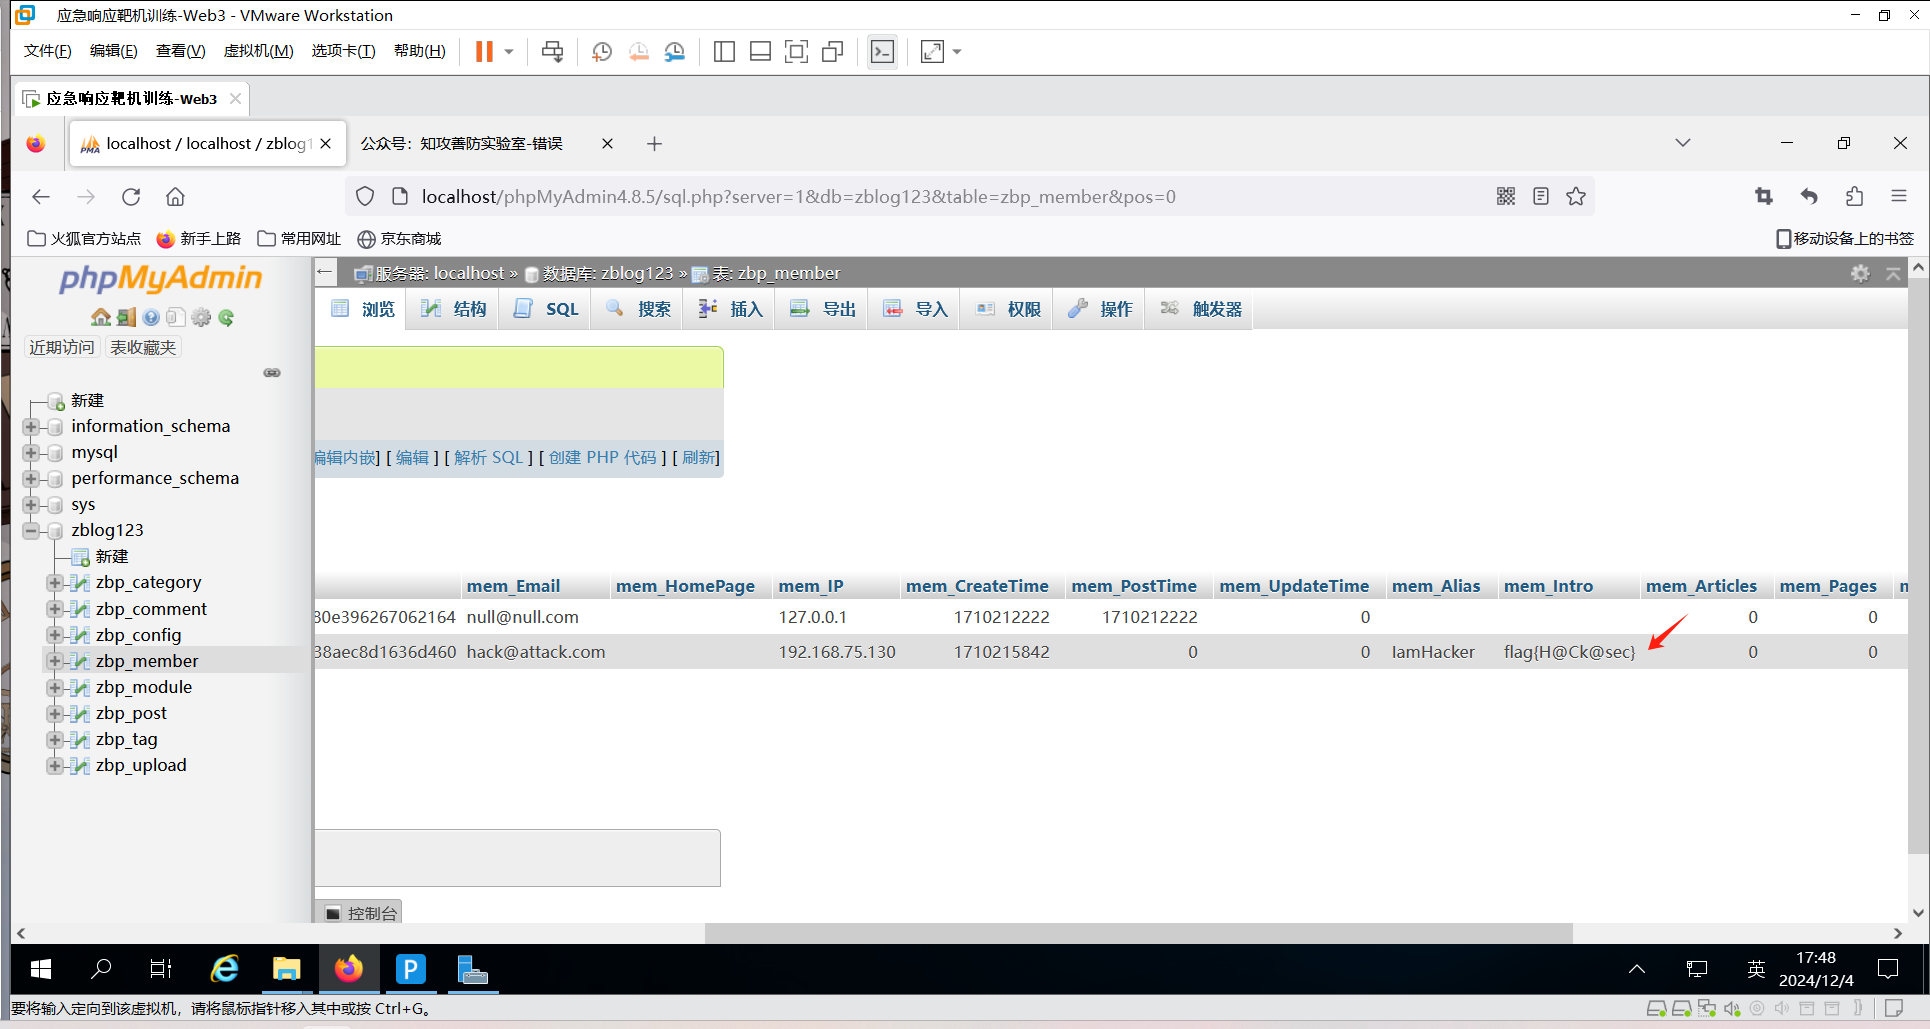 应急响应靶机训练-Web3 - VMware Workstation
文件(F) 编辑(E) 查看(V) 虚拟机(M) 选项卡(T) 帮助(H)
应急响应靶机训练-Web3
localhost / localhost / zblog1
公众号：知攻善防实验室-错误
localhost/phpMyAdmin4.8.5/sql.php?server=1&db=zblog123&table=zbp_member&pos=0
火狐官方站点 新手上路 常用网址 京东商城 移动设备上的书签
phpMyAdmin
近期访问 表收藏夹
新建
information_schema
mysql
performance_schema
sys
zblog123
新建
zbp_category
zbp_comment
zbp_config
zbp_member
zbp_module
zbp_post
zbp_tag
zbp_upload
服务器: localhost » 数据库: zblog123 » 表: zbp_member
浏览 结构 SQL 搜索 插入 导出 导入 权限 操作 触发器
编辑内嵌] [ 编辑 ] [ 解析 SQL ] [ 创建 PHP 代码 ] [ 刷新]
mem_Email mem_HomePage mem_IP mem_CreateTime mem_PostTime mem_UpdateTime mem_Alias mem_Intro mem_Articles mem_Pages
80e396267062164 null@null.com 127.0.0.1 1710212222 1710212222 0 0 0
38aec8d1636d460 hack@attack.com 192.168.75.130 1710215842 0 0 IamHacker flag{H@Ck@sec} 0 0
控制台
英 17:48
2024/12/4
要将输入定向到该虚拟机，请将鼠标指针移入其中或按 Ctrl+G。